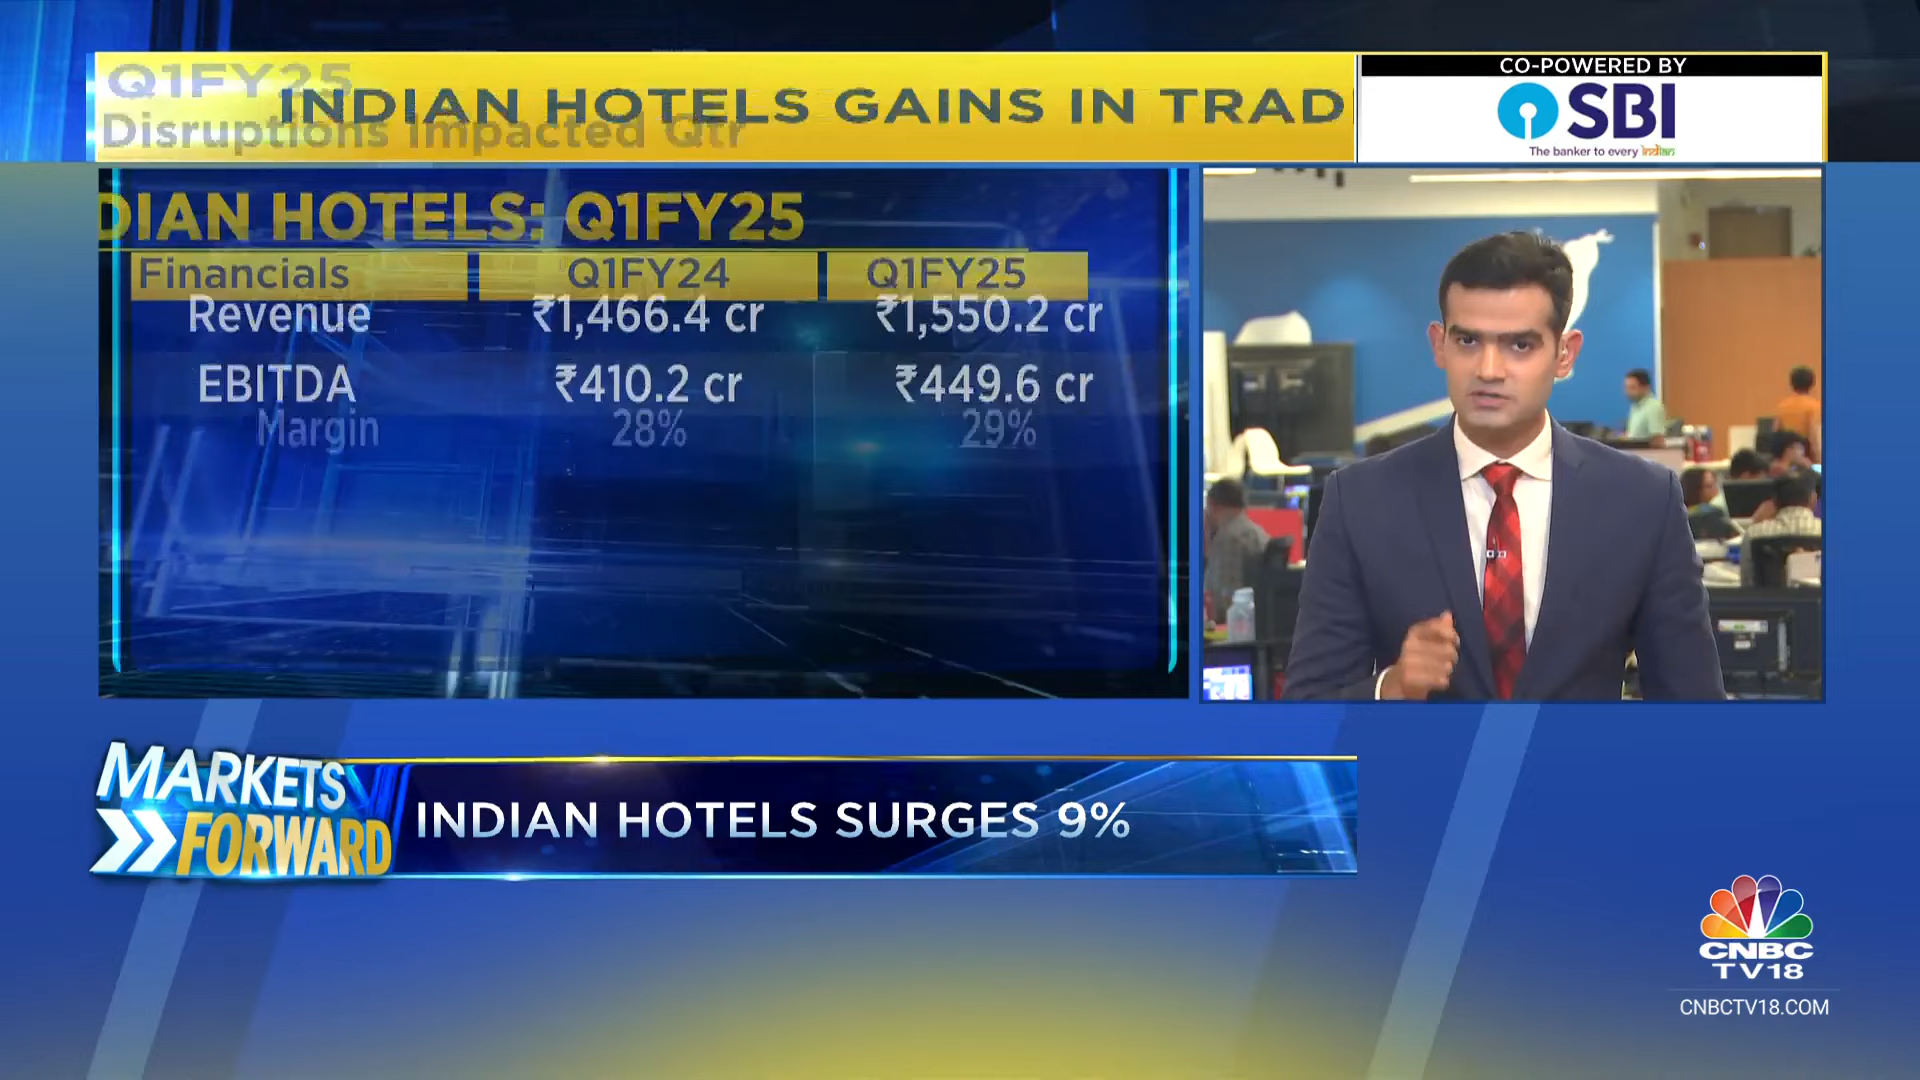 Q1FY25
INDIAN HOTELS GAINS IN TRAD
Disruptions Impacted Qtr
CO-POWERED BY
SBI
The banker to every indian
DIAN HOTELS: Q1FY25
Financials Q1FY24 Q1FY25
Revenue ₹1,466.4 cr ₹1,550.2 cr
EBITDA ₹410.2 cr ₹449.6 cr
Margin 28% 29%
MARKETS
FORWARD
INDIAN HOTELS SURGES 9%
CNBC
TV18
CNBCTV18.COM